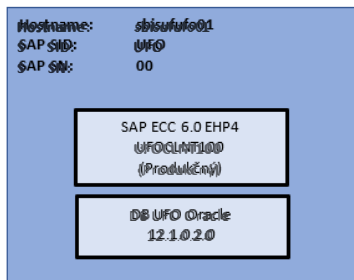 Hostname: sbisufufo01
SAP SID: UFO
SAP SN: 00
SAP ECC 6.0 EHP4
UFOCLNT100
(Produkčný)
DB UFO Oracle
12.1.0.2.0